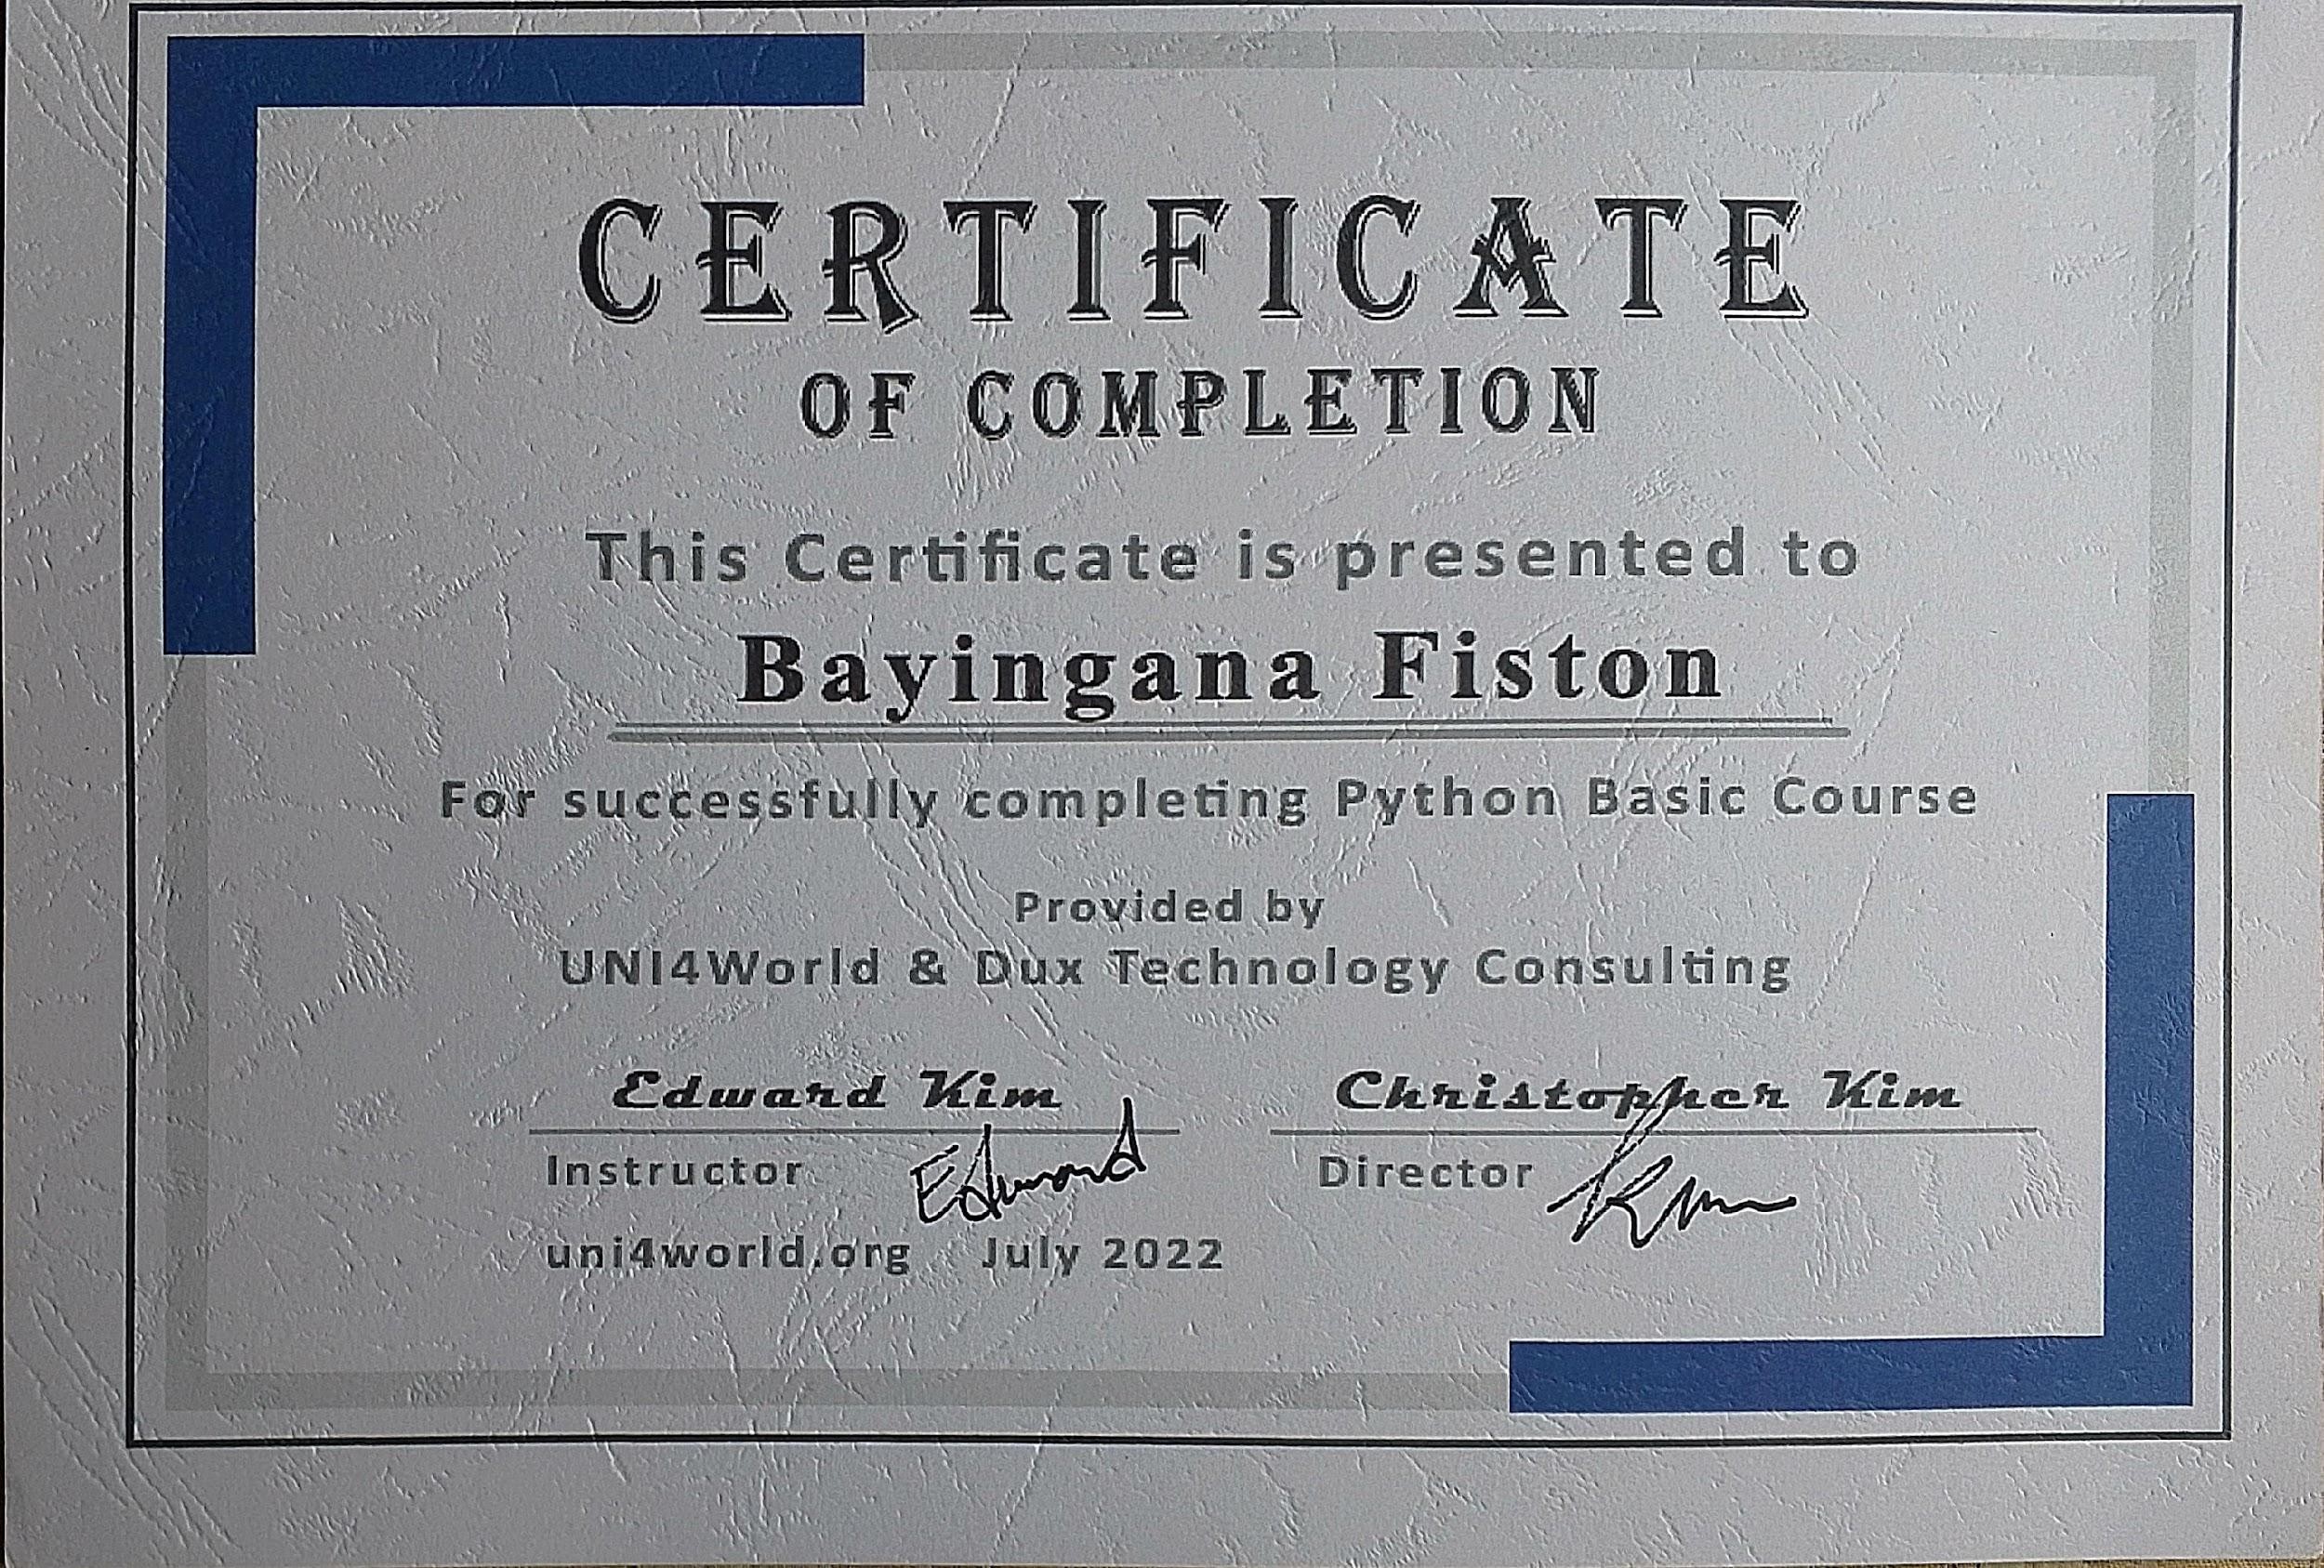 CERTIFICATE
OF COMPLETION
This Certificate is presented to
Bayingana Fiston
For successfully completing Python Basic Course
Provided by
UNI4World & Dux Technology Consulting
Edward Kim
Christopher Kim
Instructor Edward
Director
uni4world.org July 2022